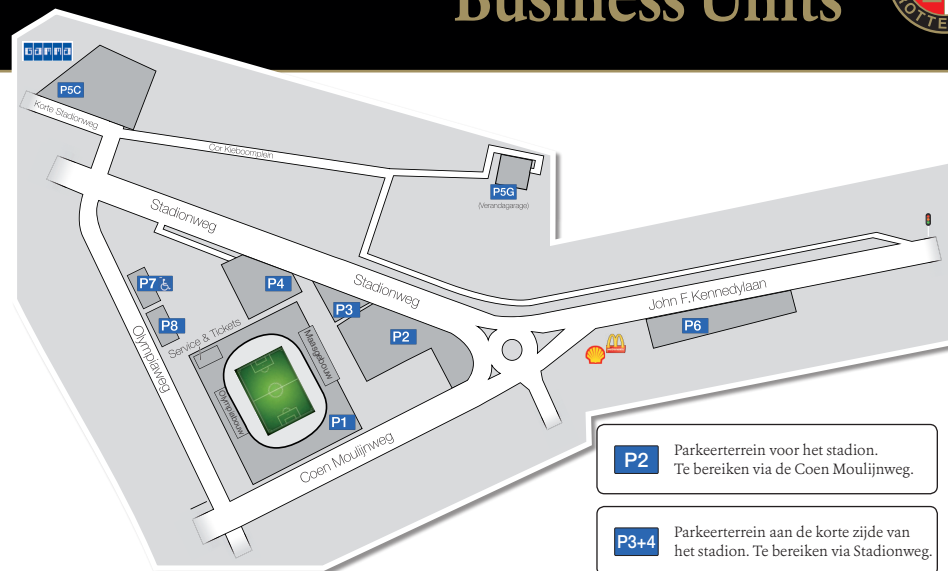 Business Units
GAMMA
P5C
Korte Stadionweg
Cor Kieboomplein
P5G
(Verandagarage)
Stadionweg
P7
P4
Stadionweg
John F. Kennedylaan
P3
P8
P2
P6
Service & Tickets
Olympiaweg
Maasgebouw
Olympiabouw
P1
Coen Moulijnweg
P2
Parkeerterrein voor het stadion.
Te bereiken via de Coen Moulijnweg.
P3+4
Parkeerterrein aan de korte zijde van
het stadion. Te bereiken via Stadionweg.